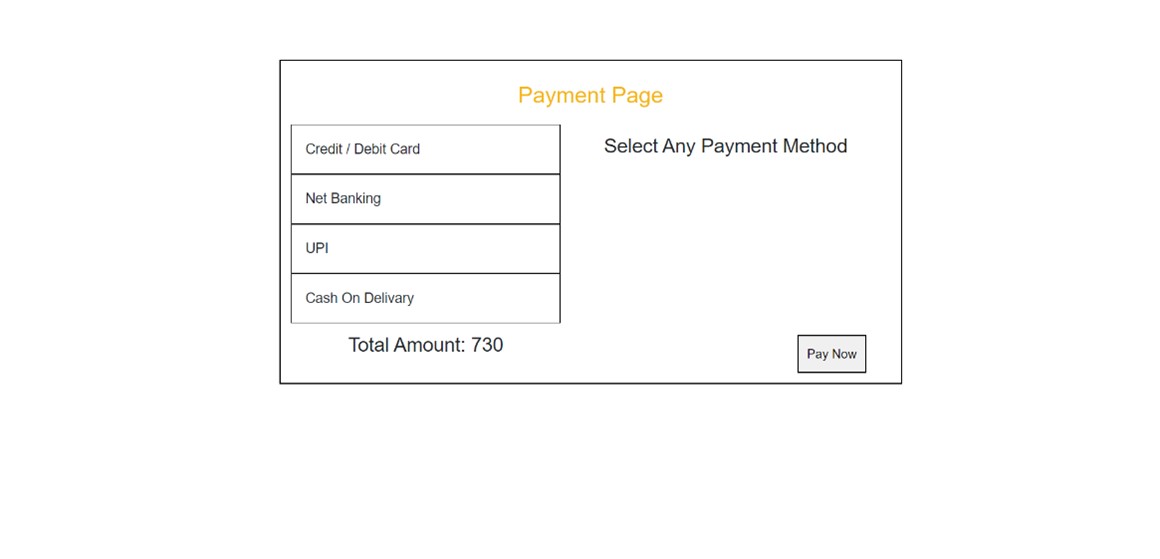 Payment Page
Credit / Debit Card
Select Any Payment Method
Net Banking
UPI
Cash On Delivary
Total Amount: 730
Pay Now